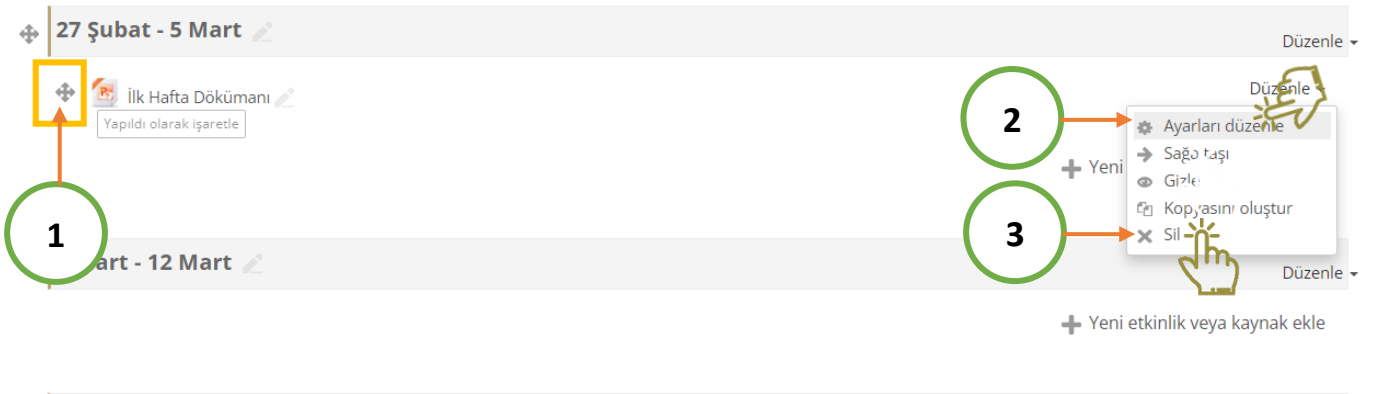 27 Şubat - 5 Mart
Düzenle
İlk Hafta Dökümanı
Düzenle
Yapıldı olarak işaretle
2
Ayarları düzenle
Sağa taşı
Yeni
Gizle
Kopyasını oluştur
1
3
Sil
art - 12 Mart
Düzenle
Yeni etkinlik veya kaynak ekle